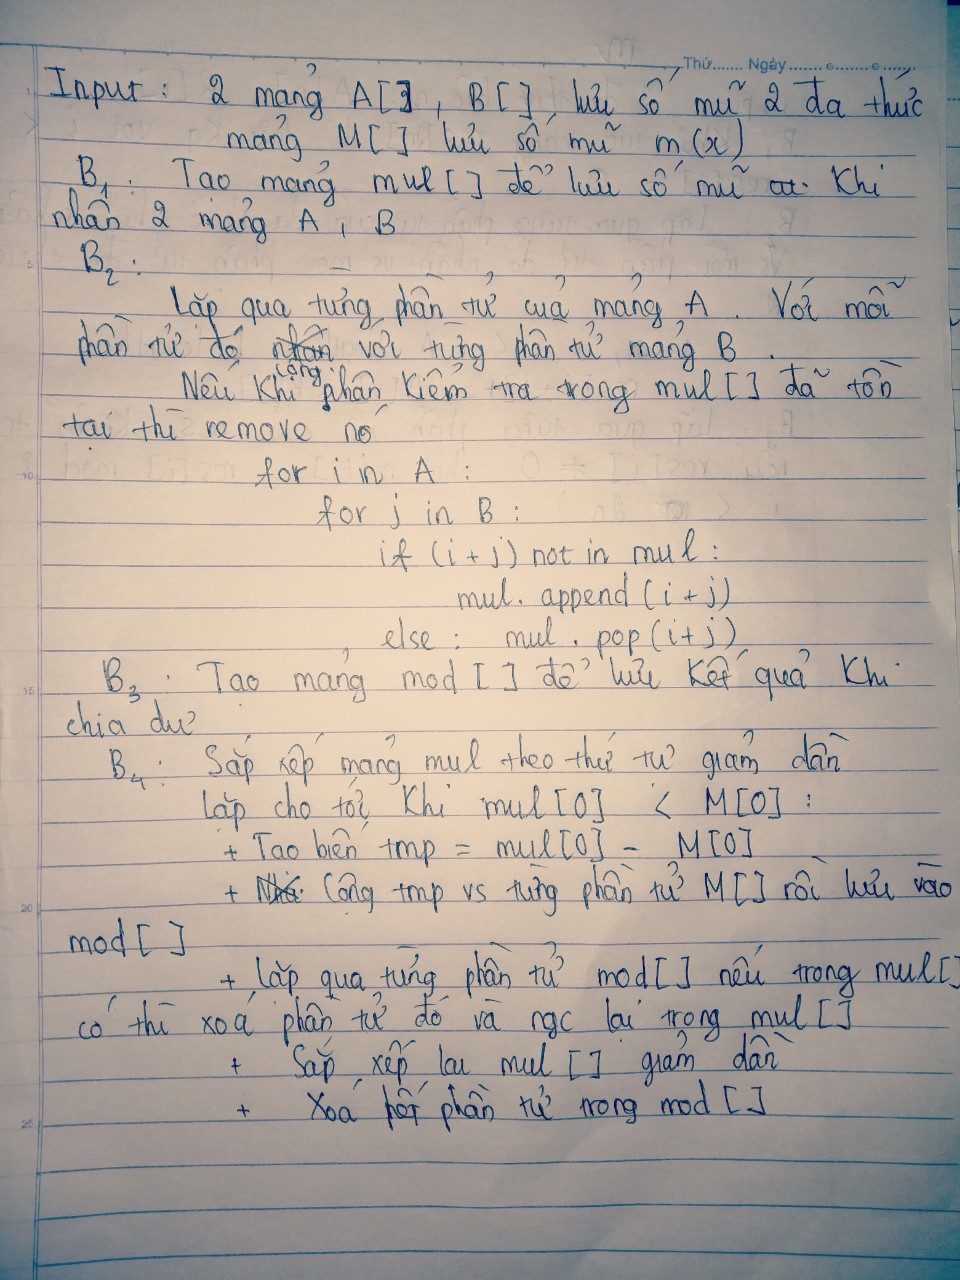 Thứ....... Ngày............................
Input : 2 mảng A[], B[] lưu số mũ 2 đa thức
mảng M[] lưu số mũ m(x)
B1: Tạo mảng mul[] để lưu số mũ Khi
nhân 2 mảng A, B
B2:
Lặp qua từng phần tử của mảng A. Với mỗi
phần tử đó cộng với từng phần tử mảng B.
Nếu Khi phần Kiểm tra trong mul[] đã tồn
tại thì remove nó
for i in A :
for j in B :
if (i+j) not in mul :
mul.append(i+j)
else : mul.pop(i+j)
B3: Tạo mảng mod[] để lưu Kết quả Khi
chia dư
B4: Sắp xếp mảng mul theo thứ tự giảm dần
Lặp cho tới Khi mul[0] < M[0] :
+ Tạo biến tmp = mul[0] - M[0]
+ Cộng tmp vs từng phần tử M[] rồi lưu vào
mod[]
+ Lặp qua từng phần tử mod[] nếu trong mul[]
có thì xoá phần tử đó và ngc lại trong mul[]
+ Sắp xếp lại mul[] giảm dần
+ Xoá hết phần tử trong mod[]